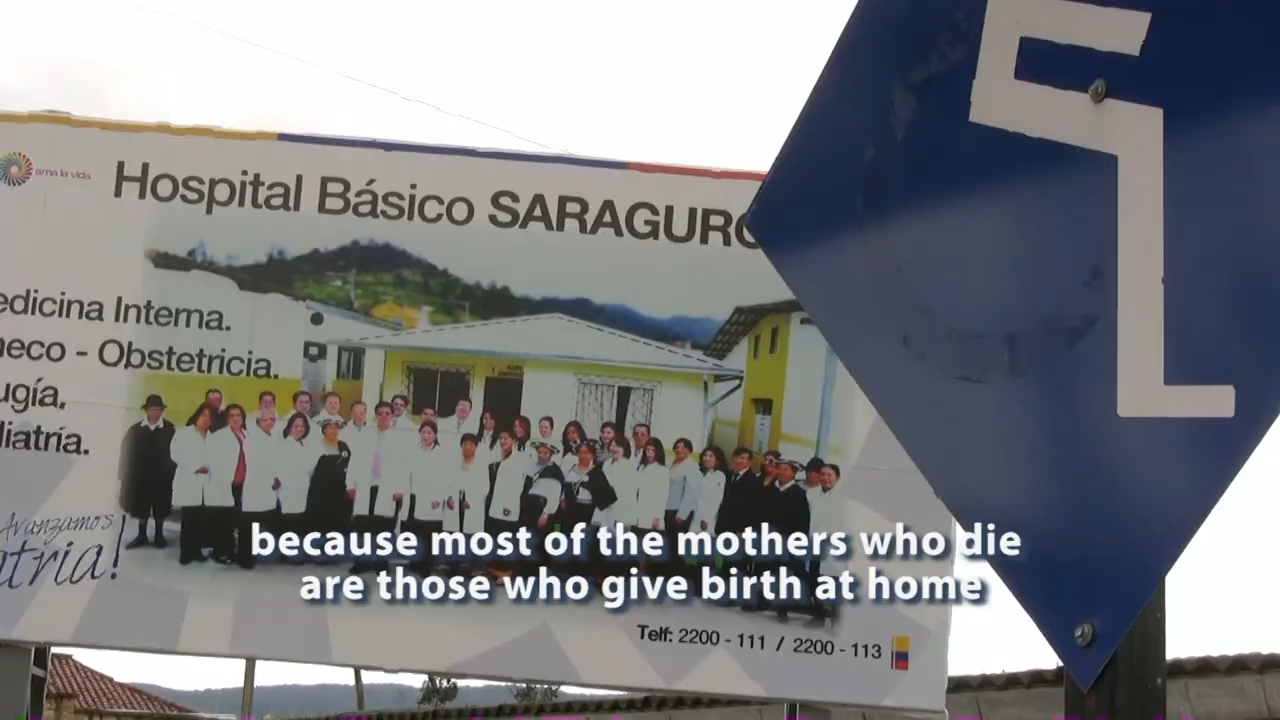 ama la vida
Hospital Básico SARAGURO
edicina Interna.
neco - Obstetricia.
ugía.
diatría.
Avanzamos
atria!
because most of the mothers who die
are those who give birth at home
Telf: 2200 - 111 / 2200 - 113